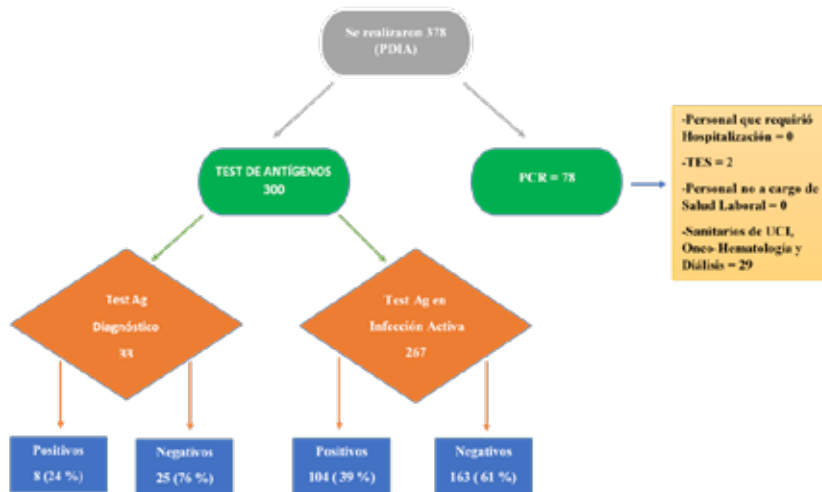 Se realizaron 378
(PDIA)
TEST DE ANTÍGENOS
300
PCR = 78
-Personal que requirió
Hospitalización = 0
-TES = 2
-Personal no a cargo de
Salud Laboral = 0
-Sanitarios de UCI,
Onco-Hematología y
Diálisis = 29
Test Ag
Diagnóstico
33
Test Ag en
Infección Activa
267
Positivos
8 (24 %)
Negativos
25 (76 %)
Positivos
104 ( 39 %)
Negativos
163 ( 61 %)